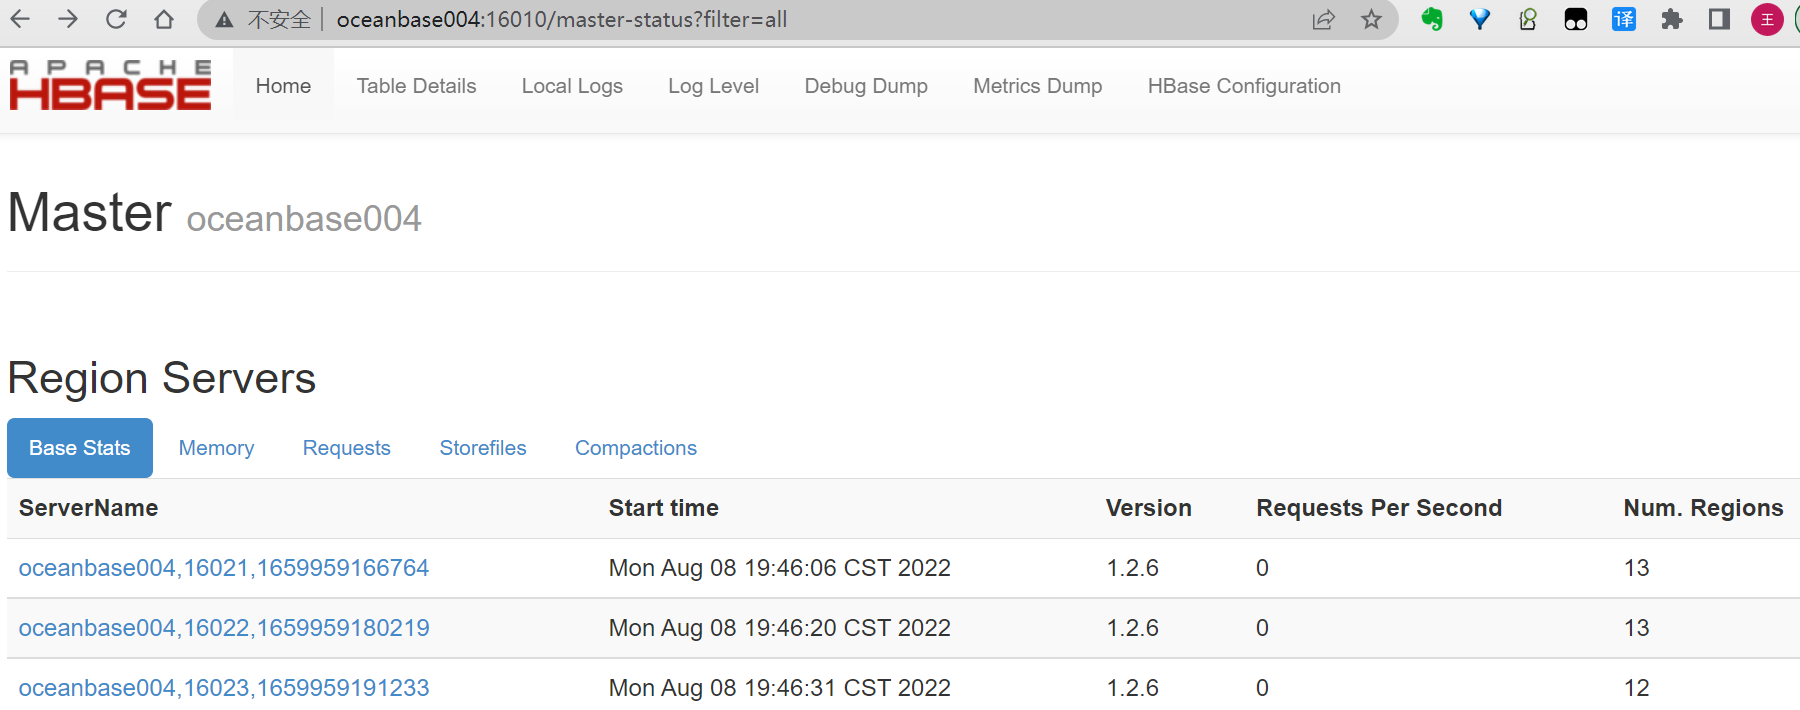 不安全 oceanbase004:16010/master-status?filter=all 译 王
APACHE
HBASE
Home Table Details Local Logs Log Level Debug Dump Metrics Dump HBase Configuration
Master oceanbase004
Region Servers
Base Stats Memory Requests Storefiles Compactions
ServerName Start time Version Requests Per Second Num. Regions
oceanbase004,16021,1659959166764 Mon Aug 08 19:46:06 CST 2022 1.2.6 0 13
oceanbase004,16022,1659959180219 Mon Aug 08 19:46:20 CST 2022 1.2.6 0 13
oceanbase004,16023,1659959191233 Mon Aug 08 19:46:31 CST 2022 1.2.6 0 12